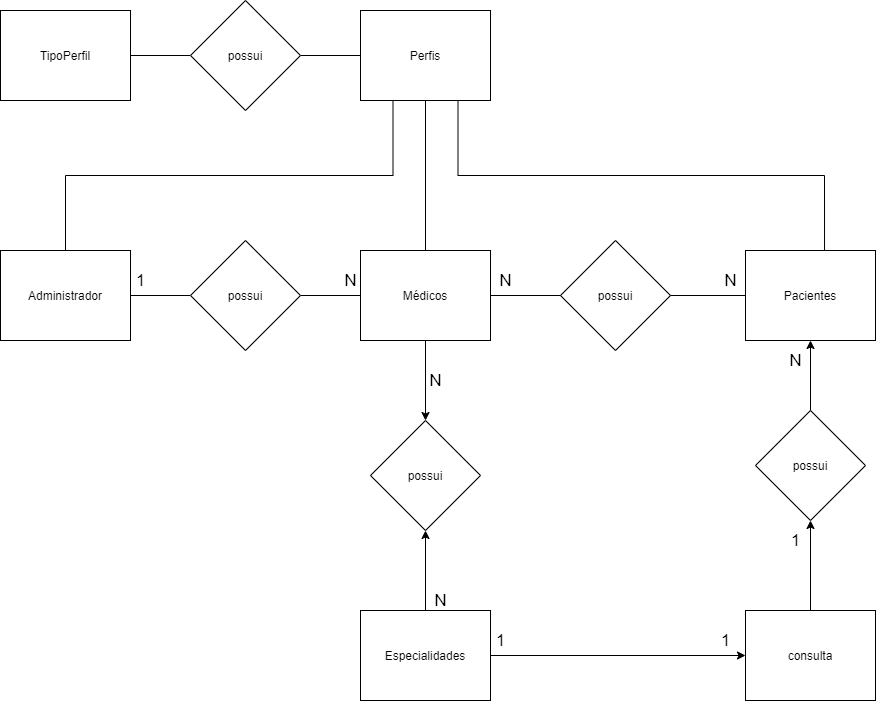 TipoPerfil
possui
Perfis
Administrador
1
possui
N
Médicos
N
possui
N
Pacientes
N
N
possui
possui
1
N
Especialidades
1
1
consulta